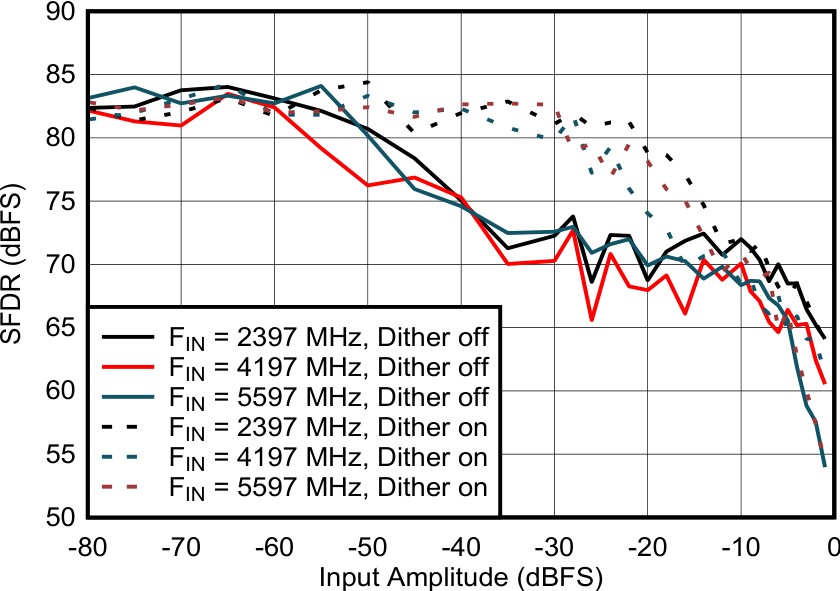 90
85
80
75
70
65
60
55
50
SFDR (dBFS)
FIN = 2397 MHz, Dither off
FIN = 4197 MHz, Dither off
FIN = 5597 MHz, Dither off
FIN = 2397 MHz, Dither on
FIN = 4197 MHz, Dither on
FIN = 5597 MHz, Dither on
-80 -70 -60 -50 -40 -30 -20 -10 0
Input Amplitude (dBFS)